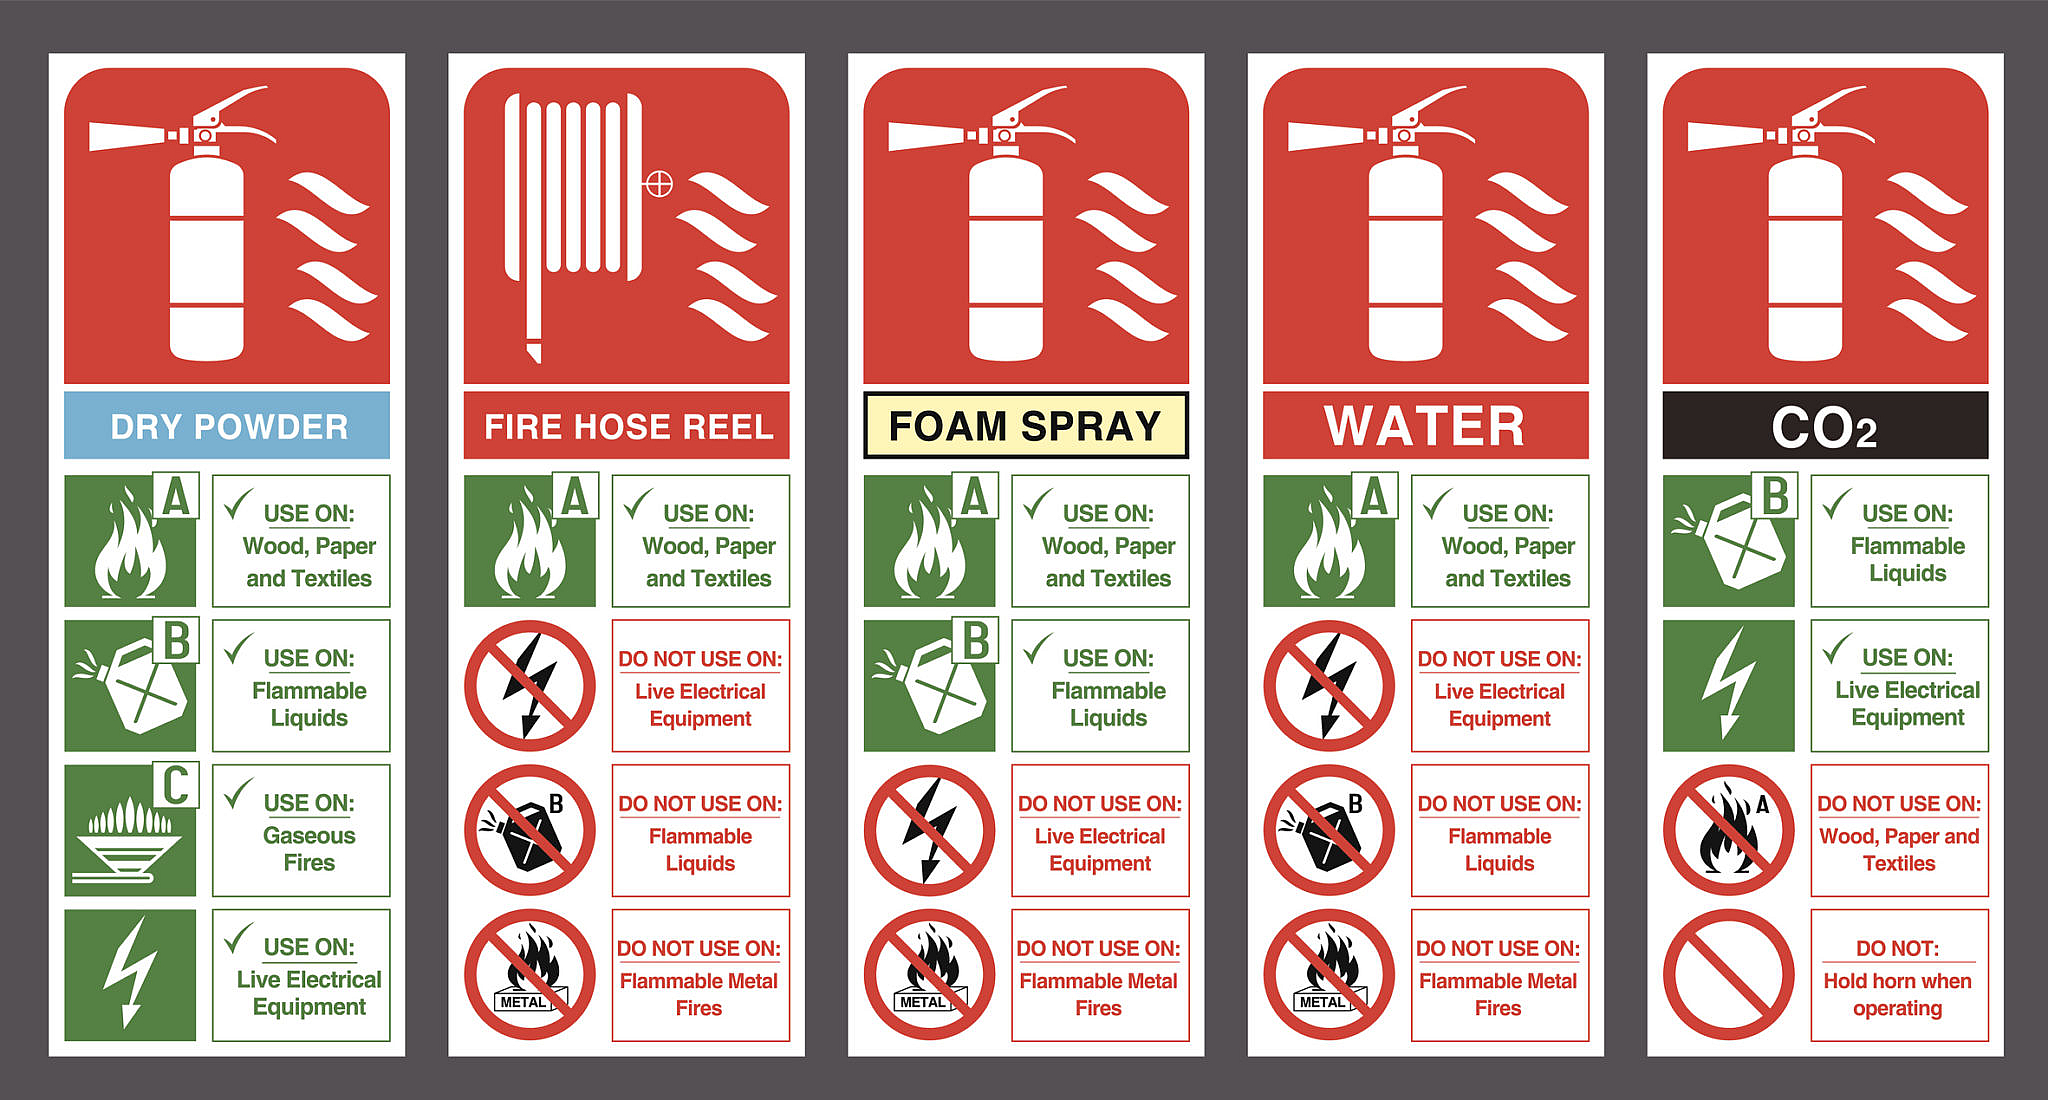 DRY POWDER
A
USE ON:
Wood, Paper
and Textiles
B
USE ON:
Flammable
Liquids
C
USE ON:
Gaseous
Fires
USE ON:
Live Electrical
Equipment
FIRE HOSE REEL
A
USE ON:
Wood, Paper
and Textiles
DO NOT USE ON:
Live Electrical
Equipment
B
DO NOT USE ON:
Flammable
Liquids
METAL
DO NOT USE ON:
Flammable Metal
Fires
FOAM SPRAY
A
USE ON:
Wood, Paper
and Textiles
B
USE ON:
Flammable
Liquids
DO NOT USE ON:
Live Electrical
Equipment
METAL
DO NOT USE ON:
Flammable Metal
Fires
WATER
A
USE ON:
Wood, Paper
and Textiles
DO NOT USE ON:
Live Electrical
Equipment
B
DO NOT USE ON:
Flammable
Liquids
METAL
DO NOT USE ON:
Flammable Metal
Fires
CO2
B
USE ON:
Flammable
Liquids
USE ON:
Live Electrical
Equipment
A
DO NOT USE ON:
Wood, Paper and
Textiles
DO NOT:
Hold horn when
operating